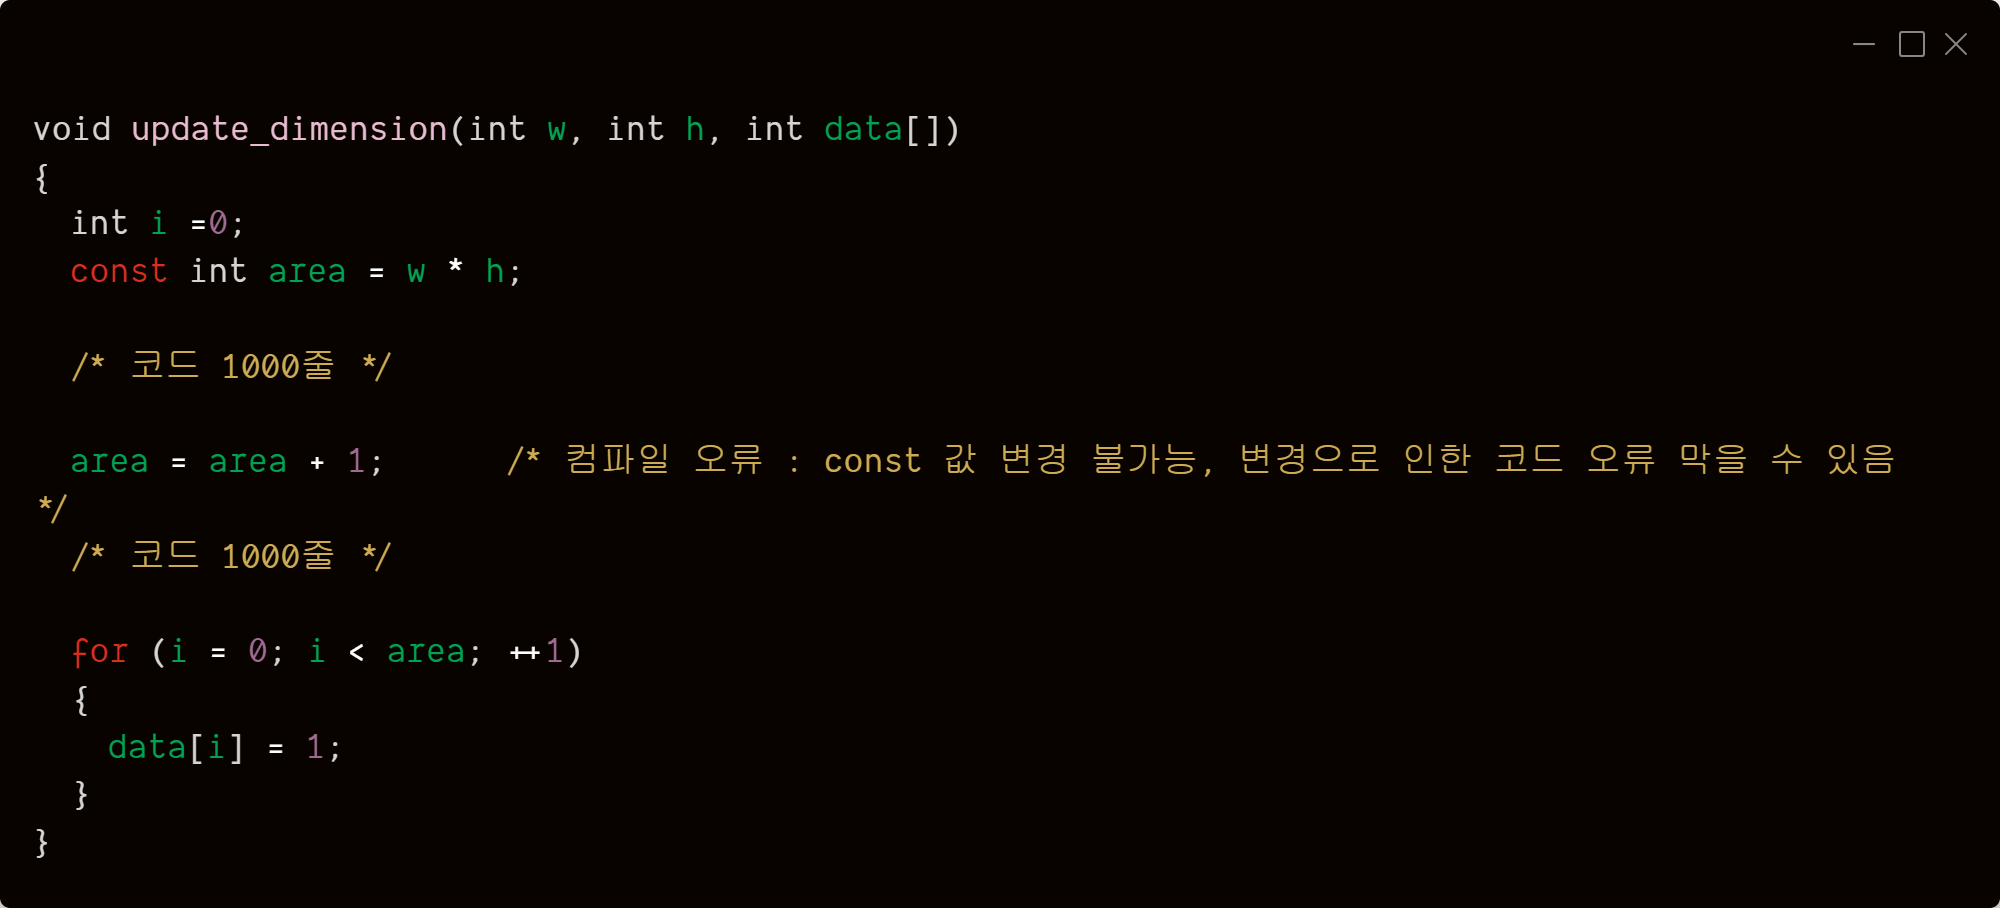 void update_dimension(int w, int h, int data[])
{
  int i =0;
  const int area = w * h;
  /* 코드 1000줄 */
  area = area + 1;      /* 컴파일 오류 : const 값 변경 불가능, 변경으로 인한 코드 오류 막을 수 있음
*/
  /* 코드 1000줄 */
  for (i = 0; i < area; ++1)
  {
    data[i] = 1;
  }
}